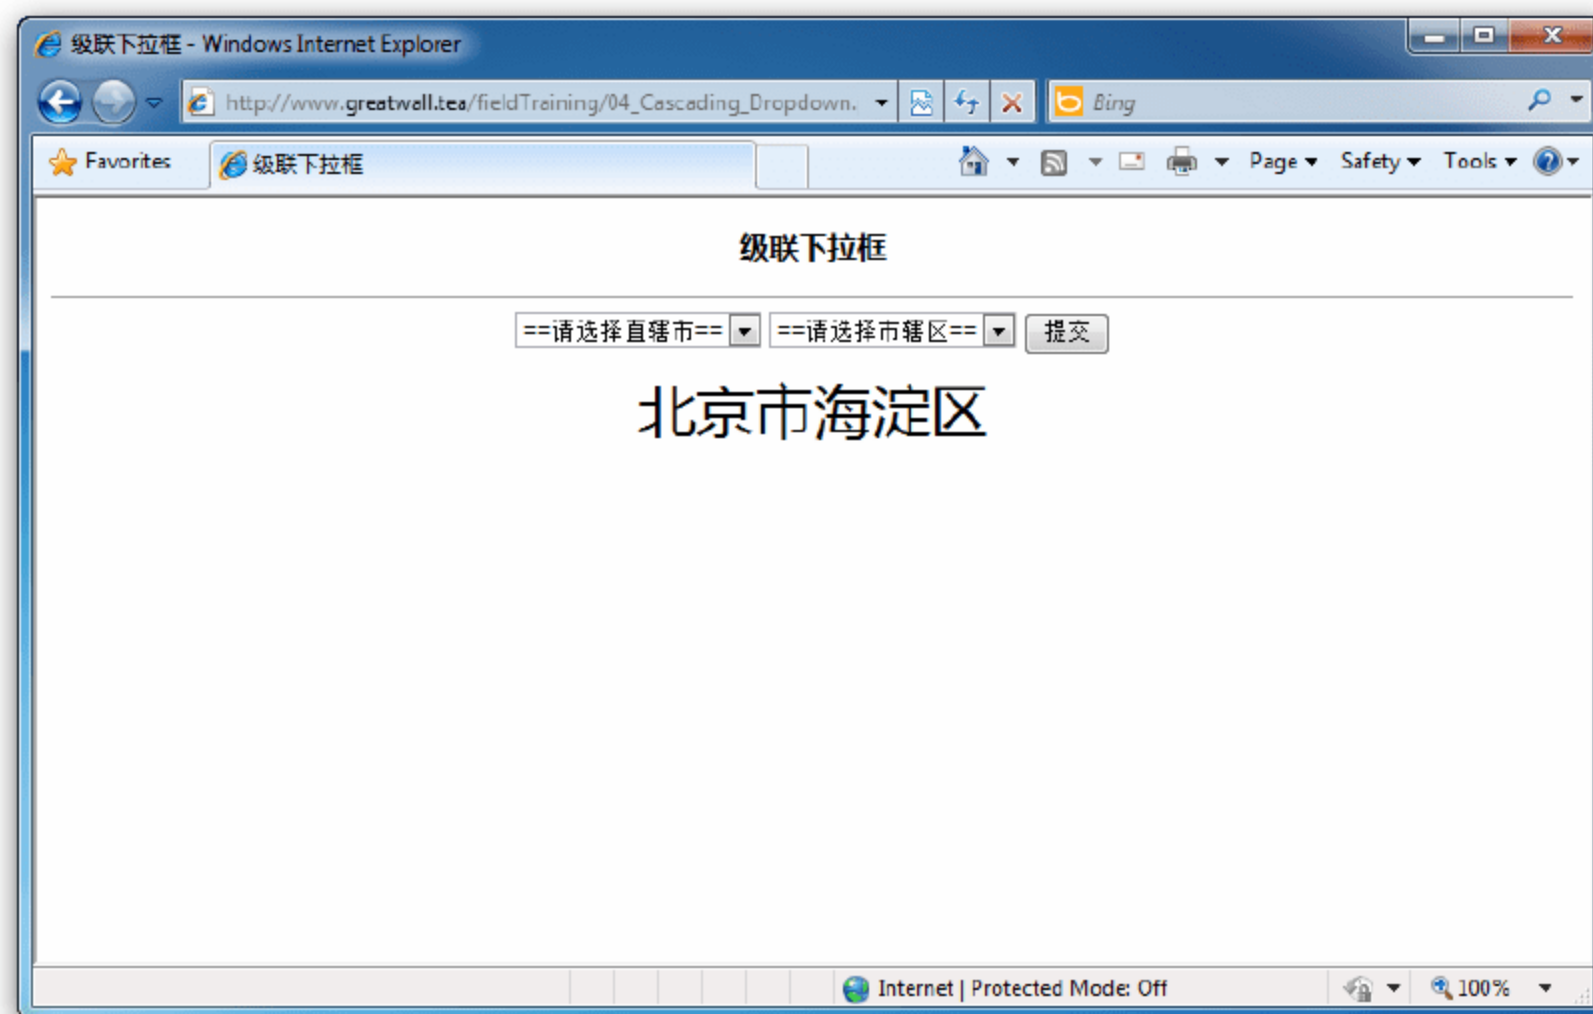 级联下拉框 - Windows Internet Explorer
http://www.greatwall.tea/fieldTraining/04_Cascading_Dropdown. Bing
Favorites 级联下拉框 Page Safety Tools
级联下拉框
==请选择直辖市== ==请选择市辖区== 提交
北京市海淀区
Internet | Protected Mode: Off 100%